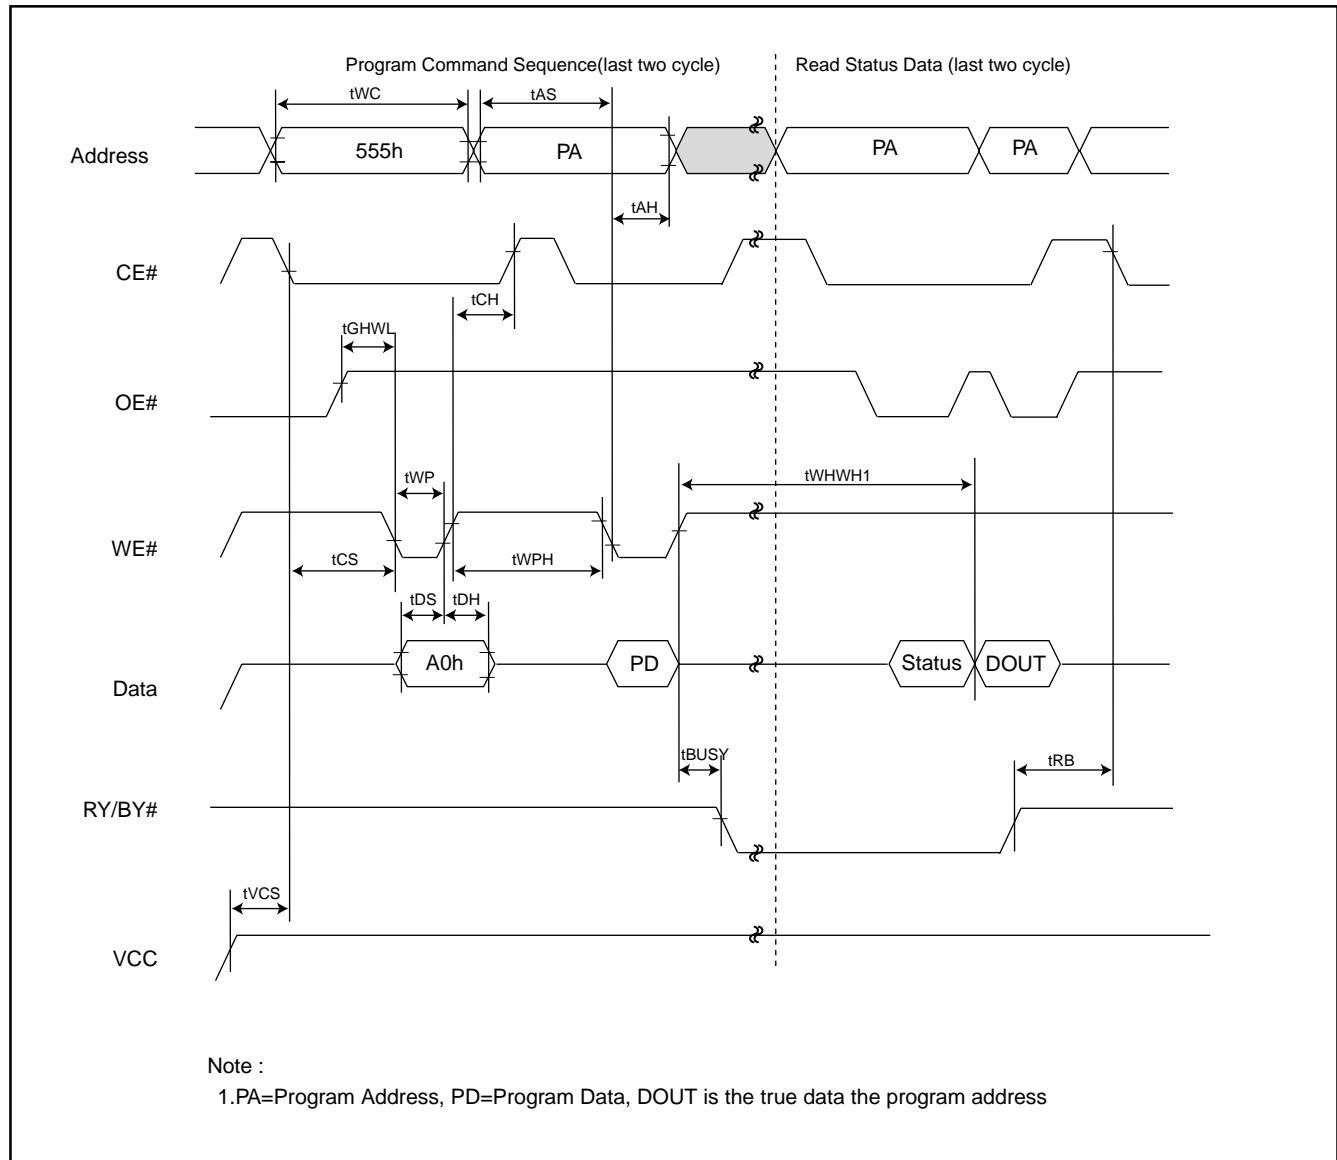 Program Command Sequence(last two cycle)
Read Status Data (last two cycle)
tWC
tAS
Address
555h
PA
PA
PA
tAH
CE#
tCH
tGHWL
OE#
tWP
tWHWH1
WE#
tCS
tWPH
tDS
tDH
Data
A0h
PD
Status
DOUT
tBUSY
tRB
RY/BY#
tVCS
VCC
Note :
1.PA=Program Address, PD=Program Data, DOUT is the true data the program address